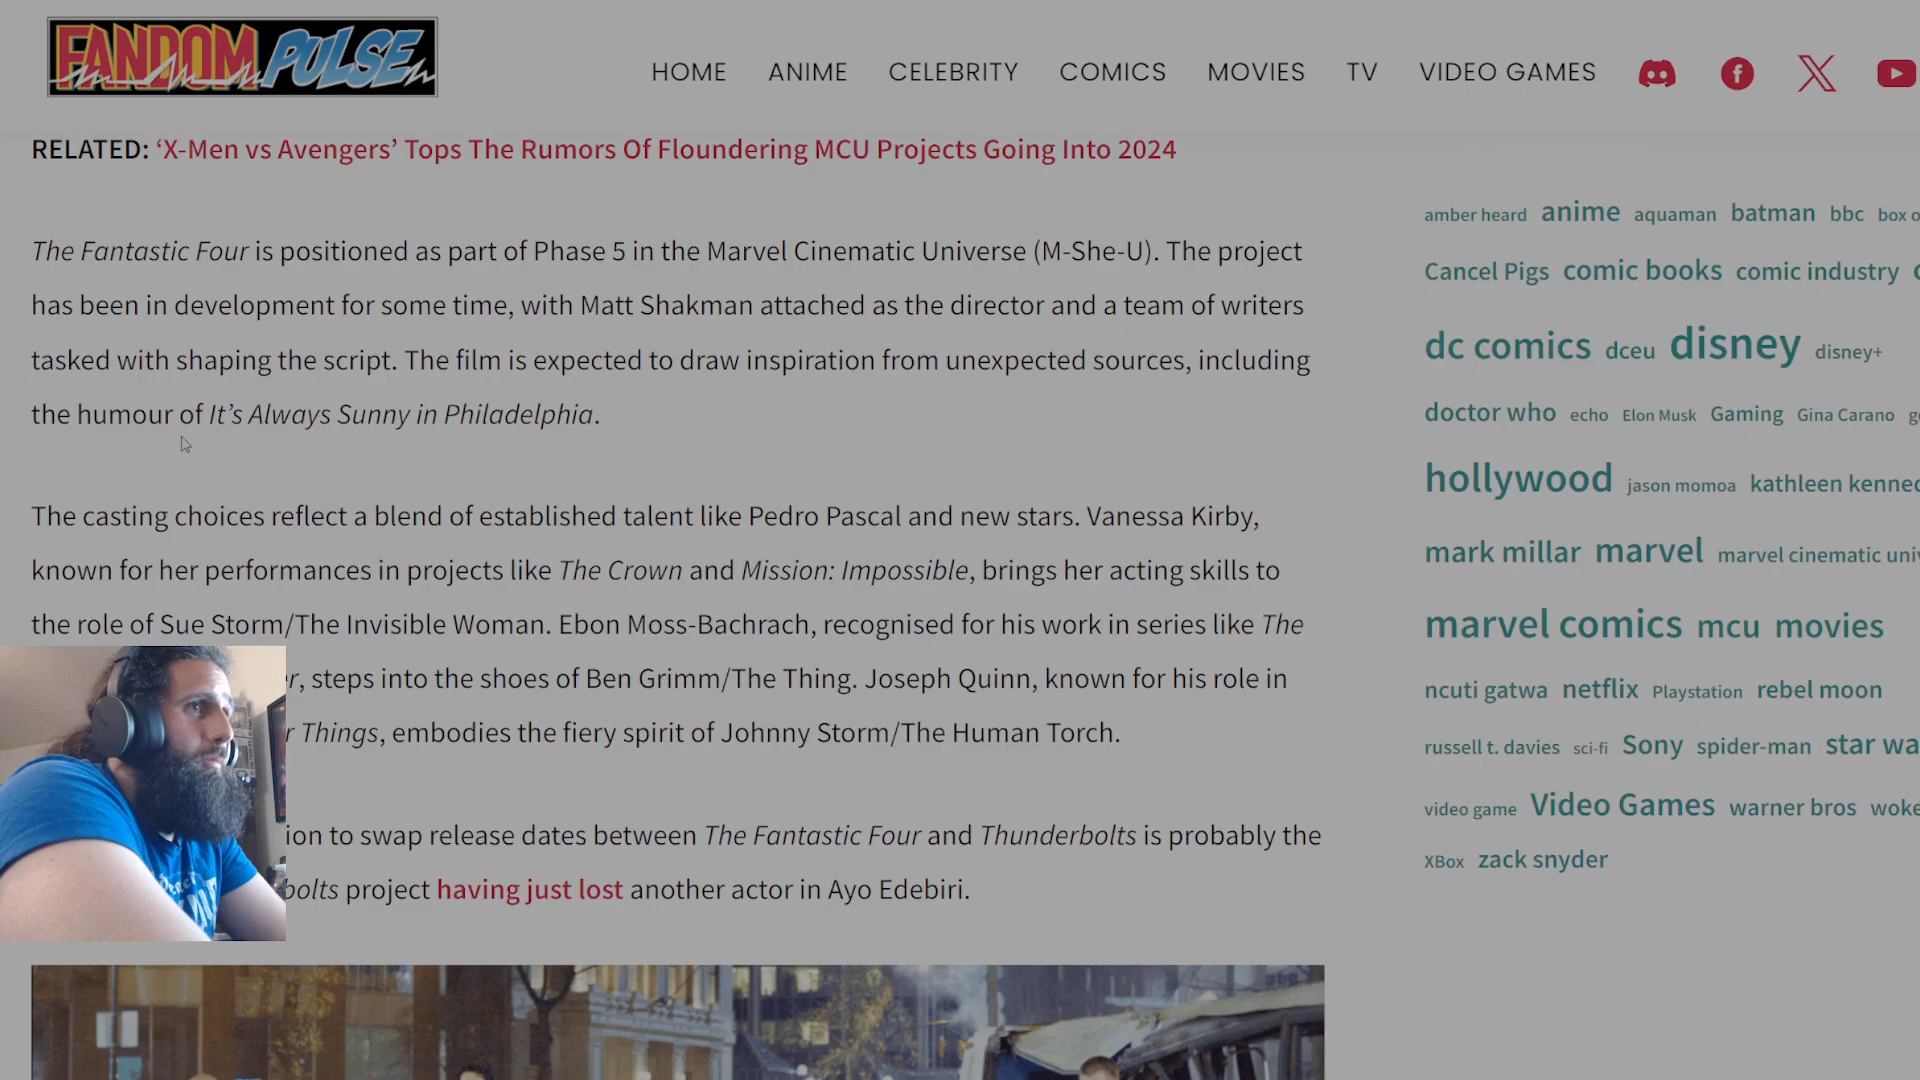 FANDOM PULSE
HOME ANIME CELEBRITY COMICS MOVIES TV VIDEO GAMES
RELATED: ‘X-Men vs Avengers’ Tops The Rumors Of Floundering MCU Projects Going Into 2024
The Fantastic Four is positioned as part of Phase 5 in the Marvel Cinematic Universe (M-She-U). The project
has been in development for some time, with Matt Shakman attached as the director and a team of writers
tasked with shaping the script. The film is expected to draw inspiration from unexpected sources, including
the humour of It’s Always Sunny in Philadelphia.
The casting choices reflect a blend of established talent like Pedro Pascal and new stars. Vanessa Kirby,
known for her performances in projects like The Crown and Mission: Impossible, brings her acting skills to
the role of Sue Storm/The Invisible Woman. Ebon Moss-Bachrach, recognised for his work in series like The
r, steps into the shoes of Ben Grimm/The Thing. Joseph Quinn, known for his role in
r Things, embodies the fiery spirit of Johnny Storm/The Human Torch.
ion to swap release dates between The Fantastic Four and Thunderbolts is probably the
bolts project having just lost another actor in Ayo Edebiri.
amber heard anime aquaman batman bbc box o
Cancel Pigs comic books comic industry
dc comics dceu disney disney+
doctor who echo Elon Musk Gaming Gina Carano
hollywood jason momoa kathleen kenned
mark millar marvel marvel cinematic uni
marvel comics mcu movies
ncuti gatwa netflix Playstation rebel moon
russell t. davies sci-fi Sony spider-man star wa
video game Video Games warner bros woke
XBox zack snyder